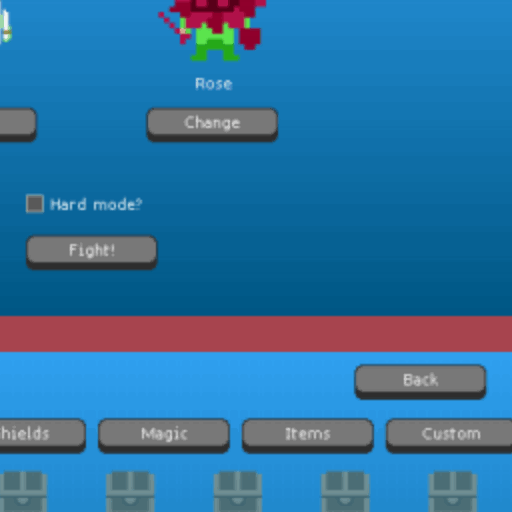 Rose
Change
Hard mode?
Fight!
Back
hields Magic Items Custom